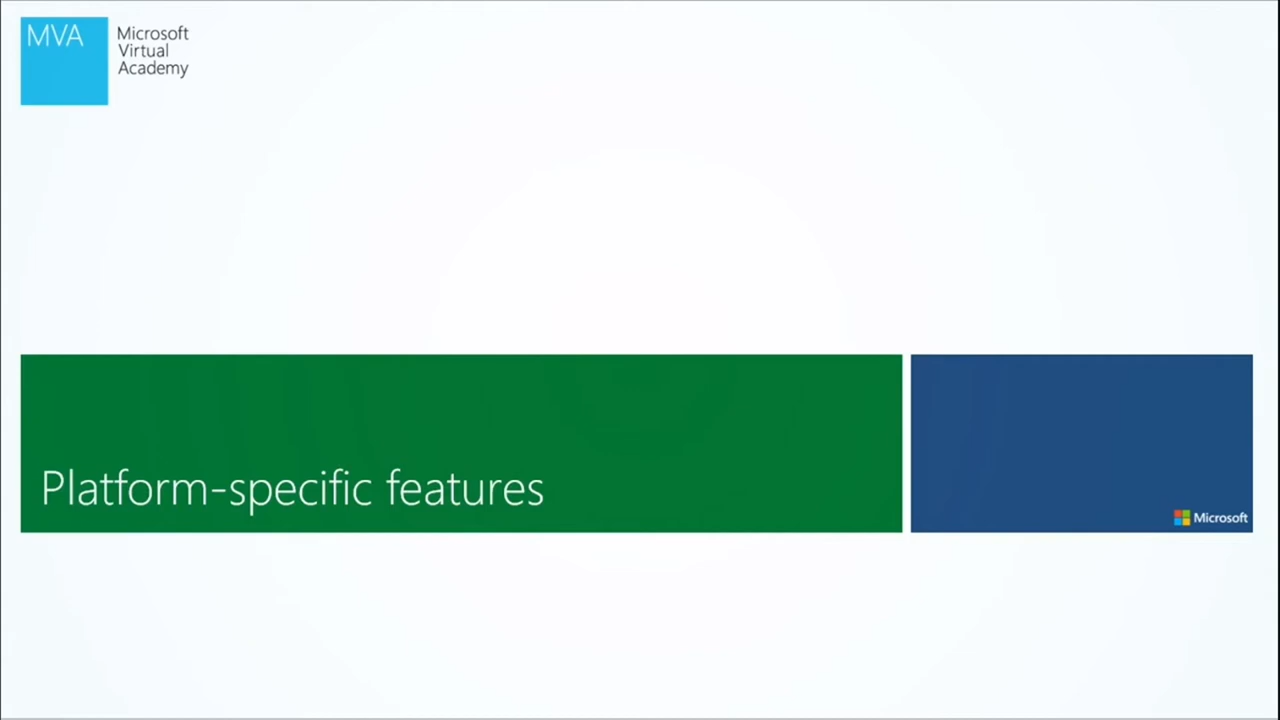 MVA
Microsoft
Virtual
Academy
Platform-specific features
Microsoft